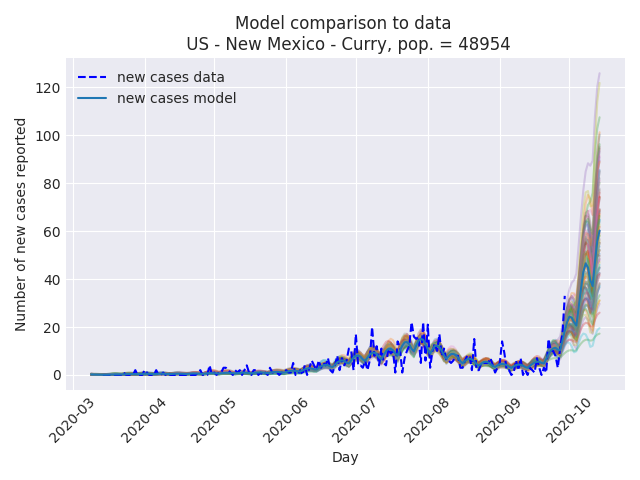 Model comparison to data
US - New Mexico - Curry, pop. = 48954
new cases data
new cases model
Number of new cases reported
120
100
80
60
40
20
0
2020-03
2020-04
2020-05
2020-06
2020-07
2020-08
2020-09
2020-10
Day